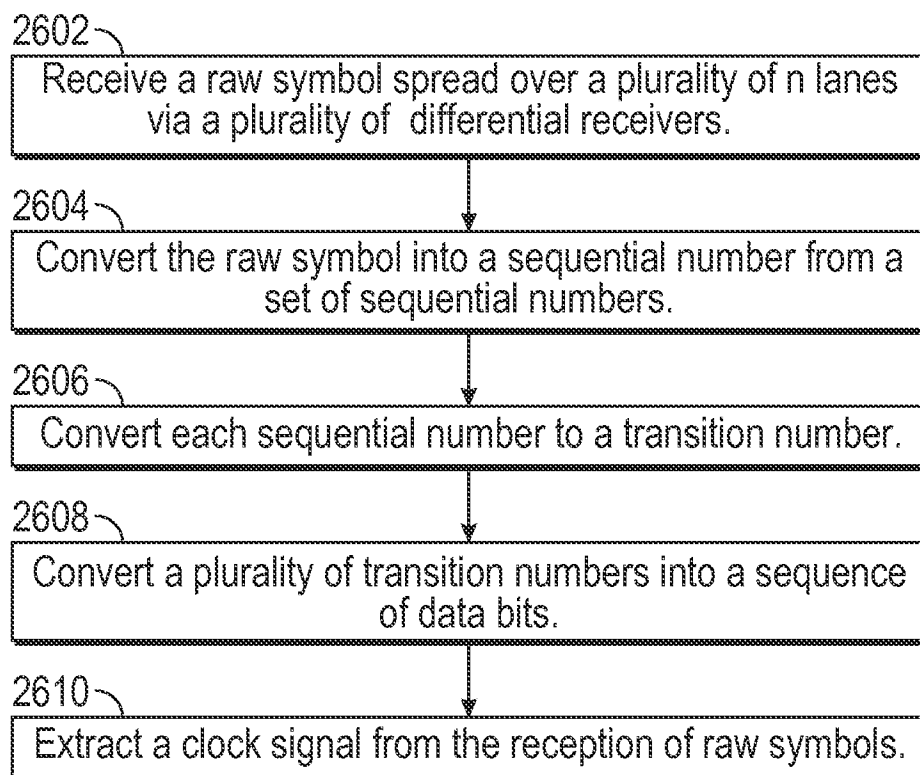 2602
Receive a raw symbol spread over a plurality of n lanes
via a plurality of differential receivers.
2604
Convert the raw symbol into a sequential number from a
set of sequential numbers.
2606
Convert each sequential number to a transition number.
2608
Convert a plurality of transition numbers into a sequence
of data bits.
2610
Extract a clock signal from the reception of raw symbols.